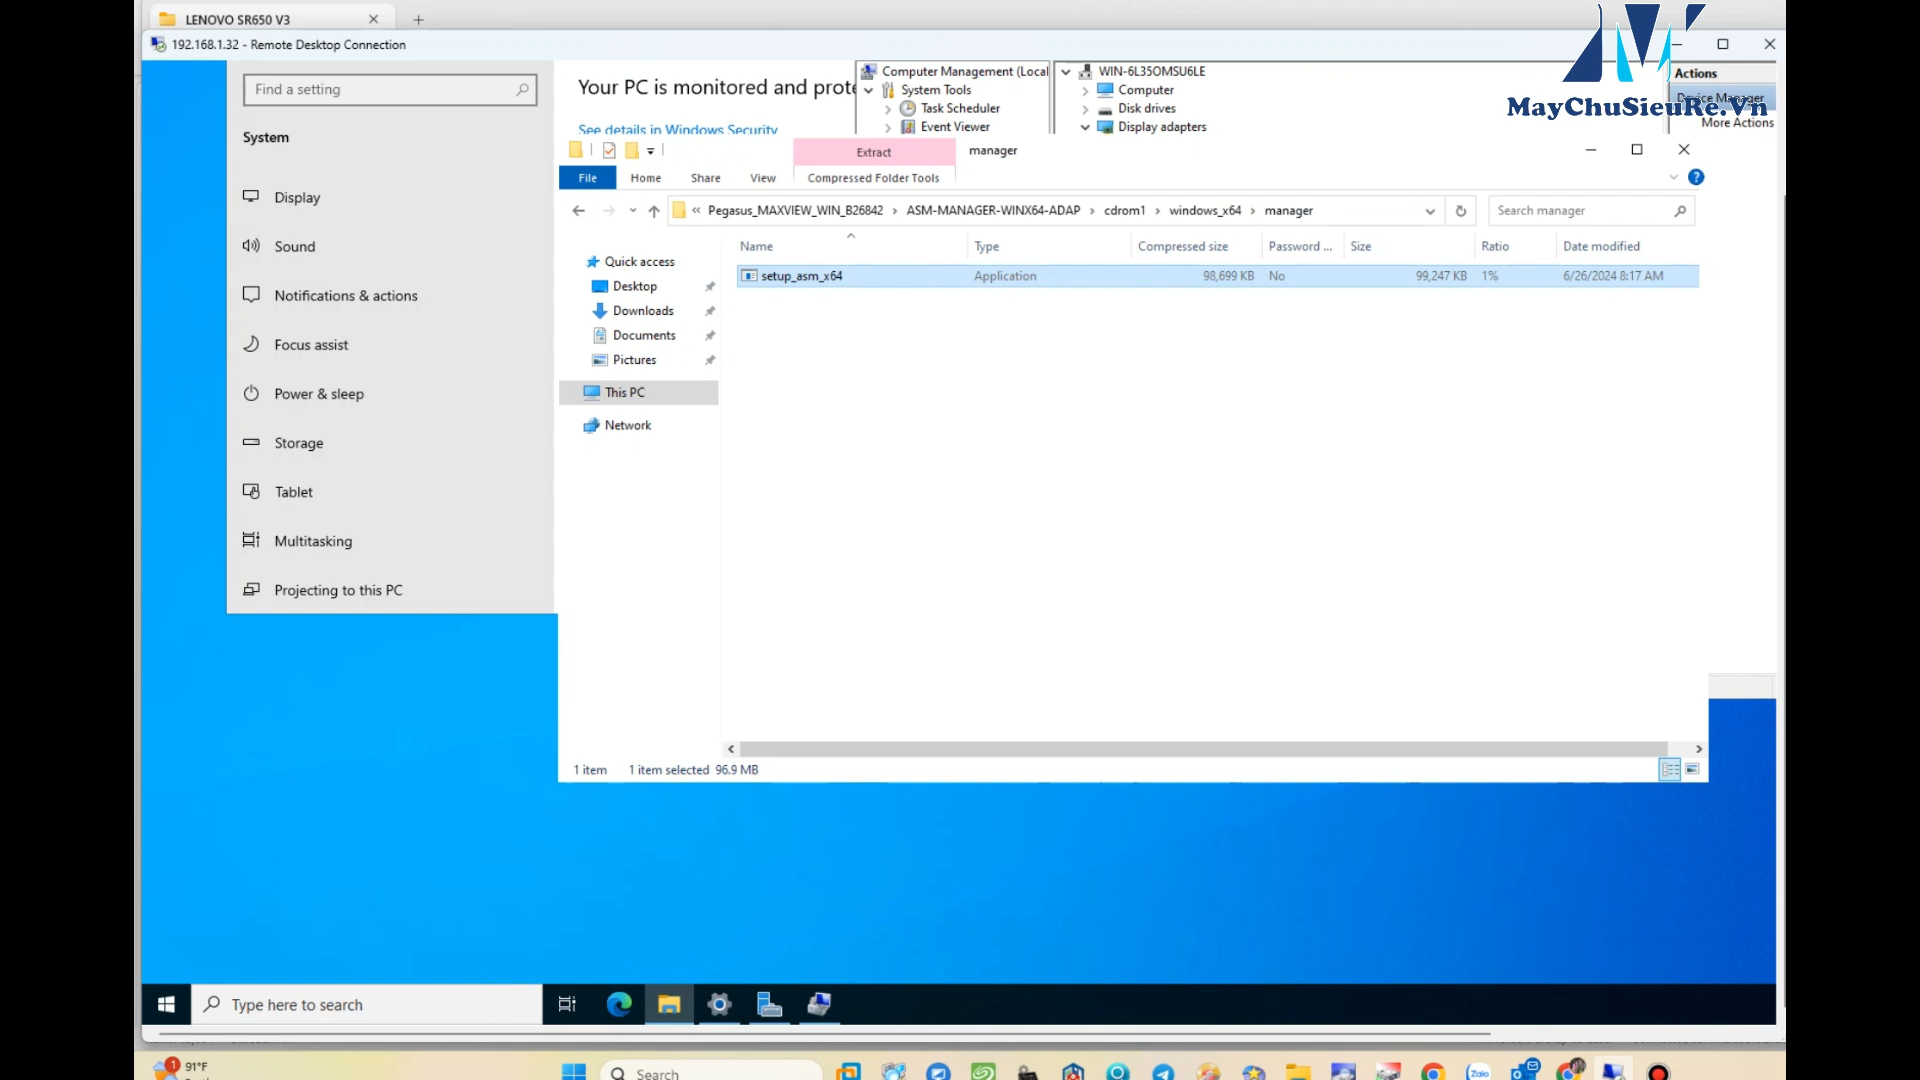 LENOVO SR650 V3
192.168.1.32 - Remote Desktop Connection
MayChuSieuRe.Vn
Find a setting
System
Display
Sound
Notifications & actions
Focus assist
Power & sleep
Storage
Tablet
Multitasking
Projecting to this PC
Your PC is monitored and prote
See details in Windows Security
Computer Management (Local
System Tools
Task Scheduler
Event Viewer
WIN-6L35OMSU6LE
Computer
Disk drives
Display adapters
Actions
Device Manager
More Actions
Extract
manager
File
Home
Share
View
Compressed Folder Tools
« Pegasus_MAXVIEW_WIN_B26842 › ASM-MANAGER-WINX64-ADAP › cdrom1 › windows_x64 › manager
Search manager
Name
Type
Compressed size
Password ...
Size
Ratio
Date modified
setup_asm_x64
Application
98,699 KB
No
99,247 KB
1%
6/26/2024 8:17 AM
Quick access
Desktop
Downloads
Documents
Pictures
This PC
Network
1 item
1 item selected 96.9 MB
Type here to search
1
91°F
Search
Zalo